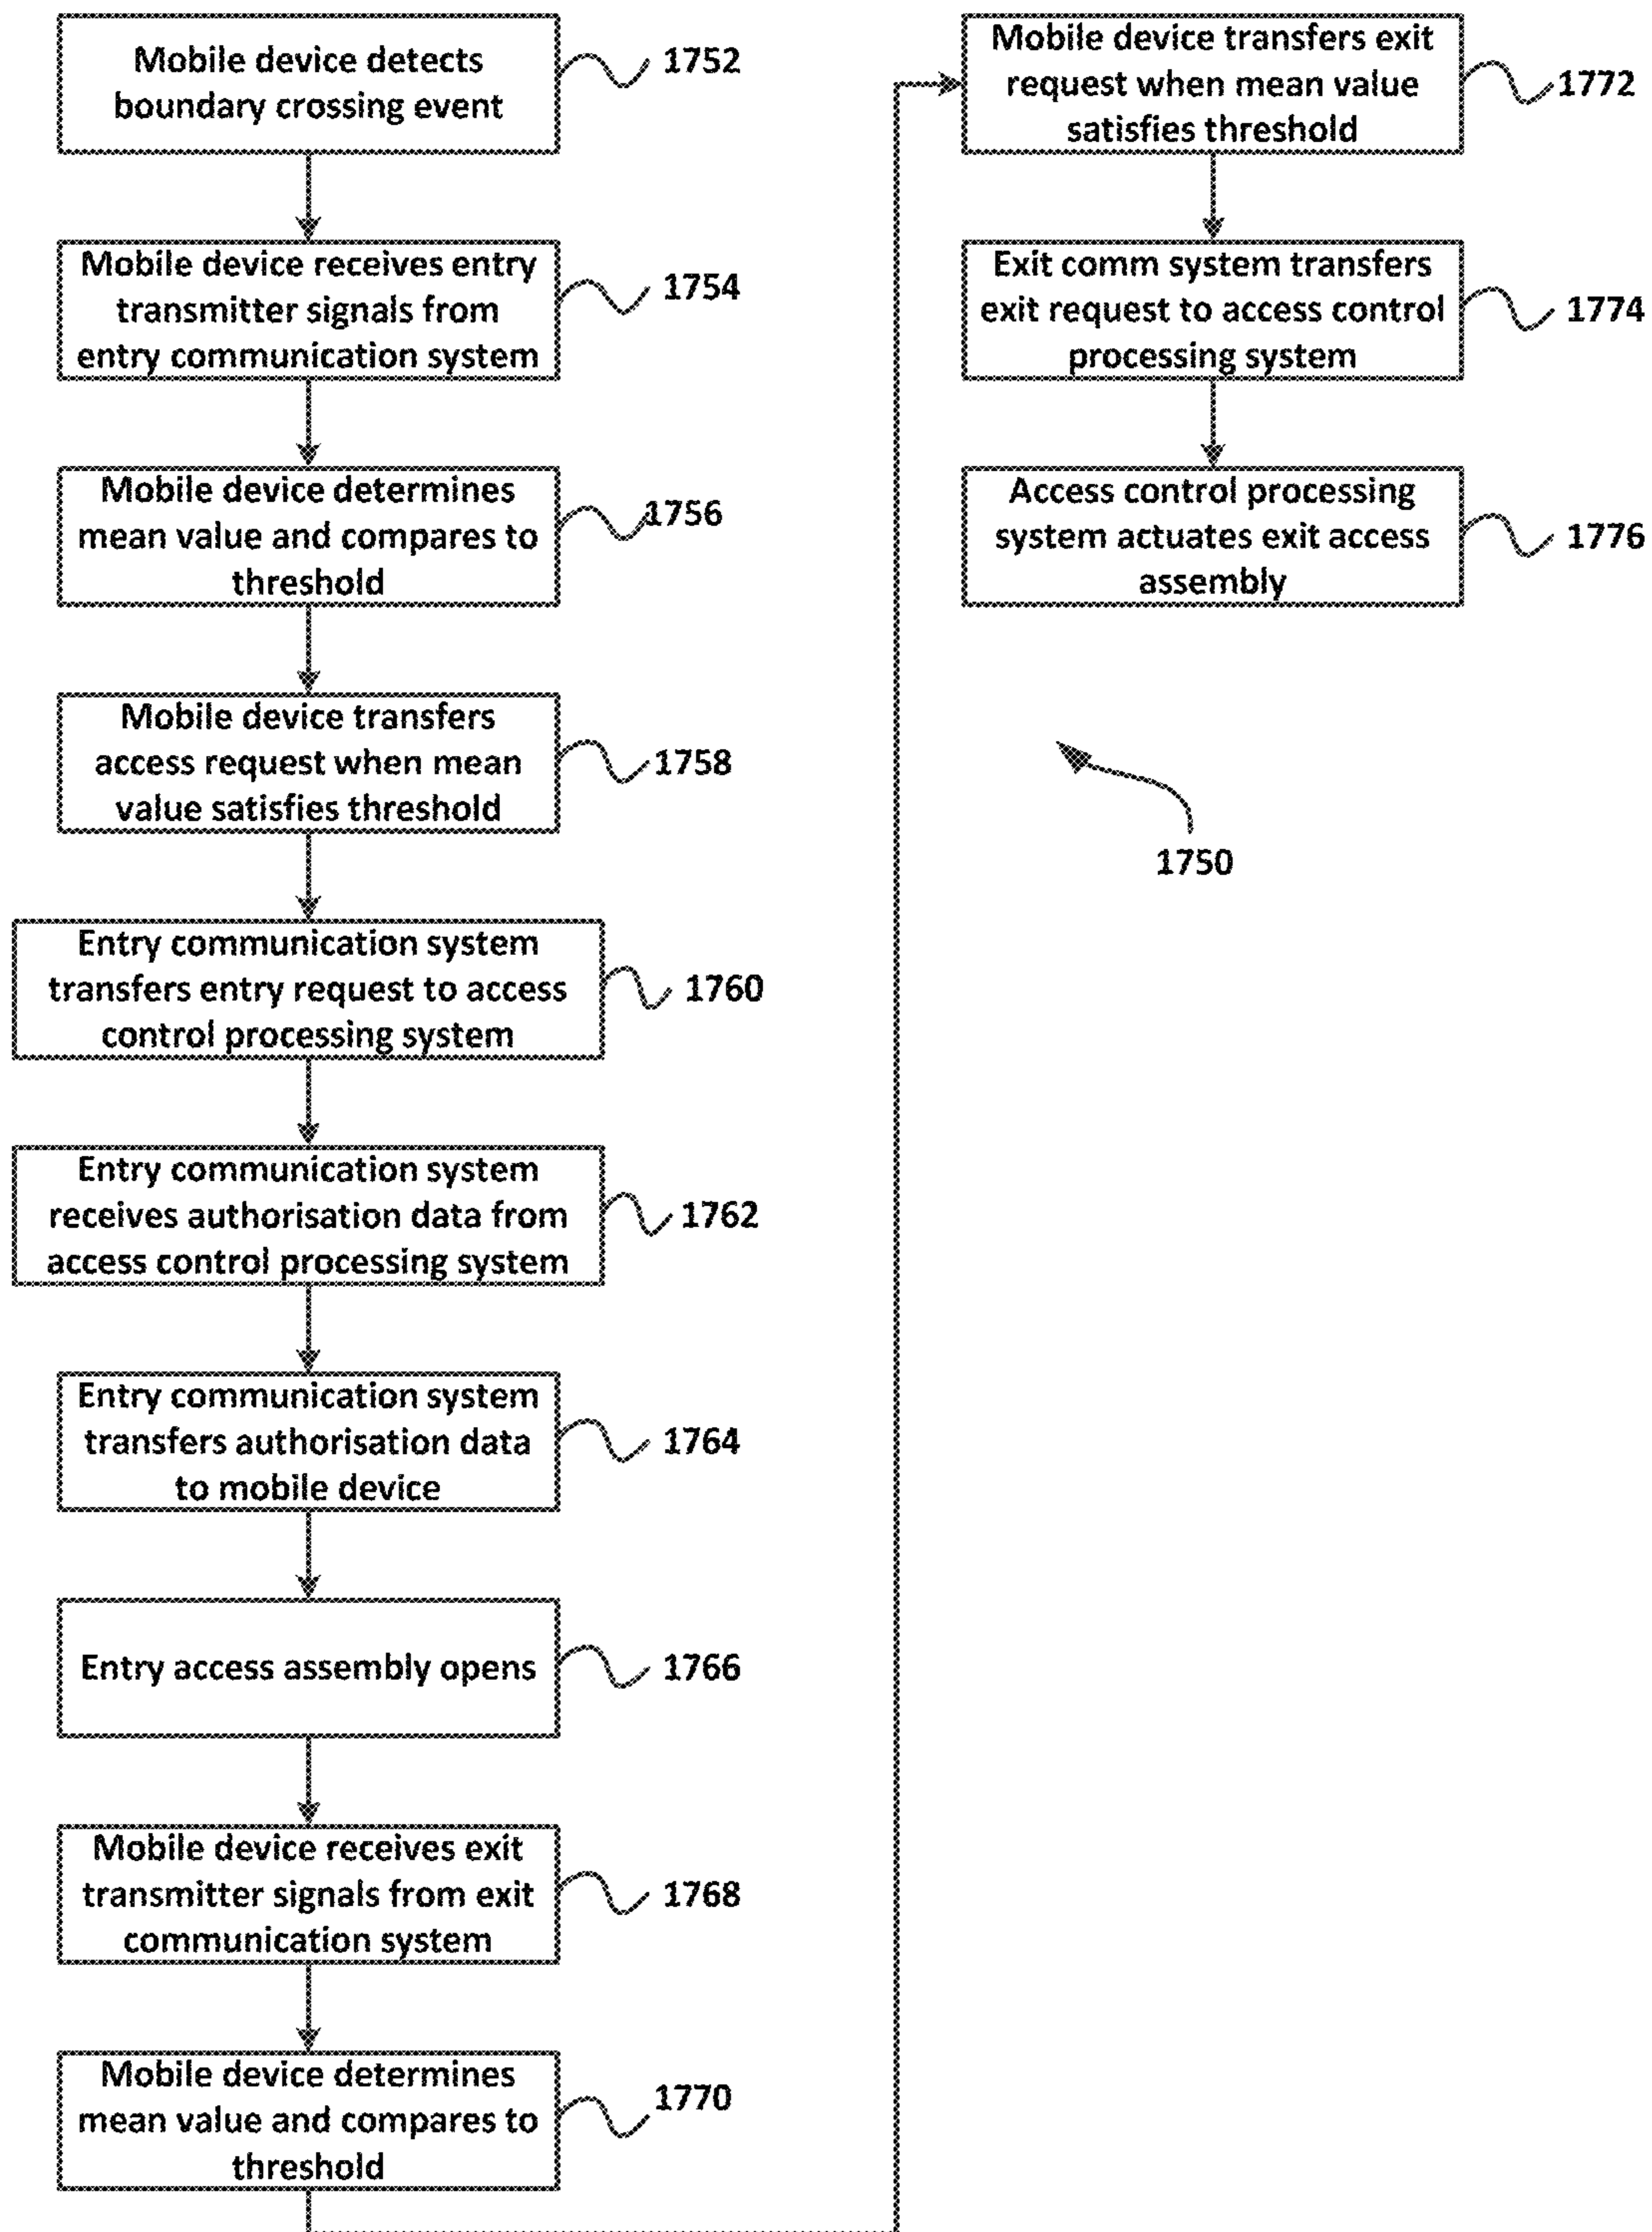 Mobile device detects
boundary crossing event
1752
Mobile device receives entry
transmitter signals from
entry communication system
1754
Mobile device determines
mean value and compares to
threshold
1756
Mobile device transfers
access request when mean
value satisfies threshold
1758
Entry communication system
transfers entry request to access
control processing system
1760
Entry communication system
receives authorisation data from
access control processing system
1762
Entry communication system
transfers authorisation data
to mobile device
1764
Entry access assembly opens
1766
Mobile device receives exit
transmitter signals from exit
communication system
1768
Mobile device determines
mean value and compares to
threshold
1770
Mobile device transfers exit
request when mean value
satisfies threshold
1772
Exit comm system transfers
exit request to access control
processing system
1774
Access control processing
system actuates exit access
assembly
1776
1750